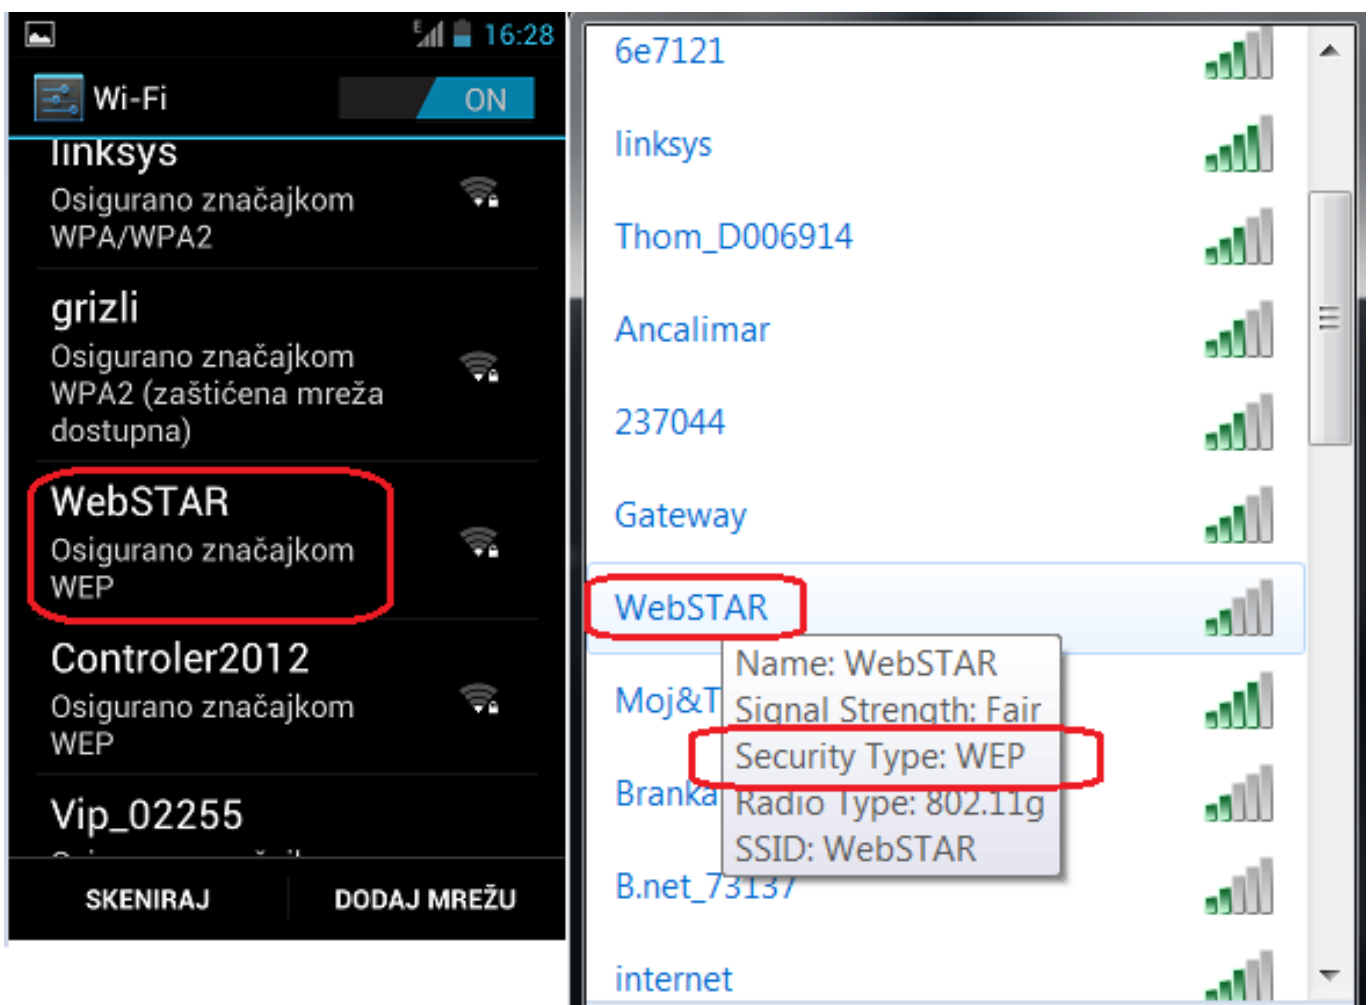 E
16:28
Wi-Fi
ON
linksys
Osigurano značajkom
WPA/WPA2
grizli
Osigurano značajkom
WPA2 (zaštićena mreža
dostupna)
WebSTAR
Osigurano značajkom
WEP
Controler2012
Osigurano značajkom
WEP
Vip_02255
SKENIRAJ
DODAJ MREŽU
6e7121
linksys
Thom_D006914
Ancalimar
237044
Gateway
WebSTAR
Name: WebSTAR
Moj&T
Signal Strength: Fair
Security Type: WEP
Branka
Radio Type: 802.11g
SSID: WebSTAR
B.net_73137
internet